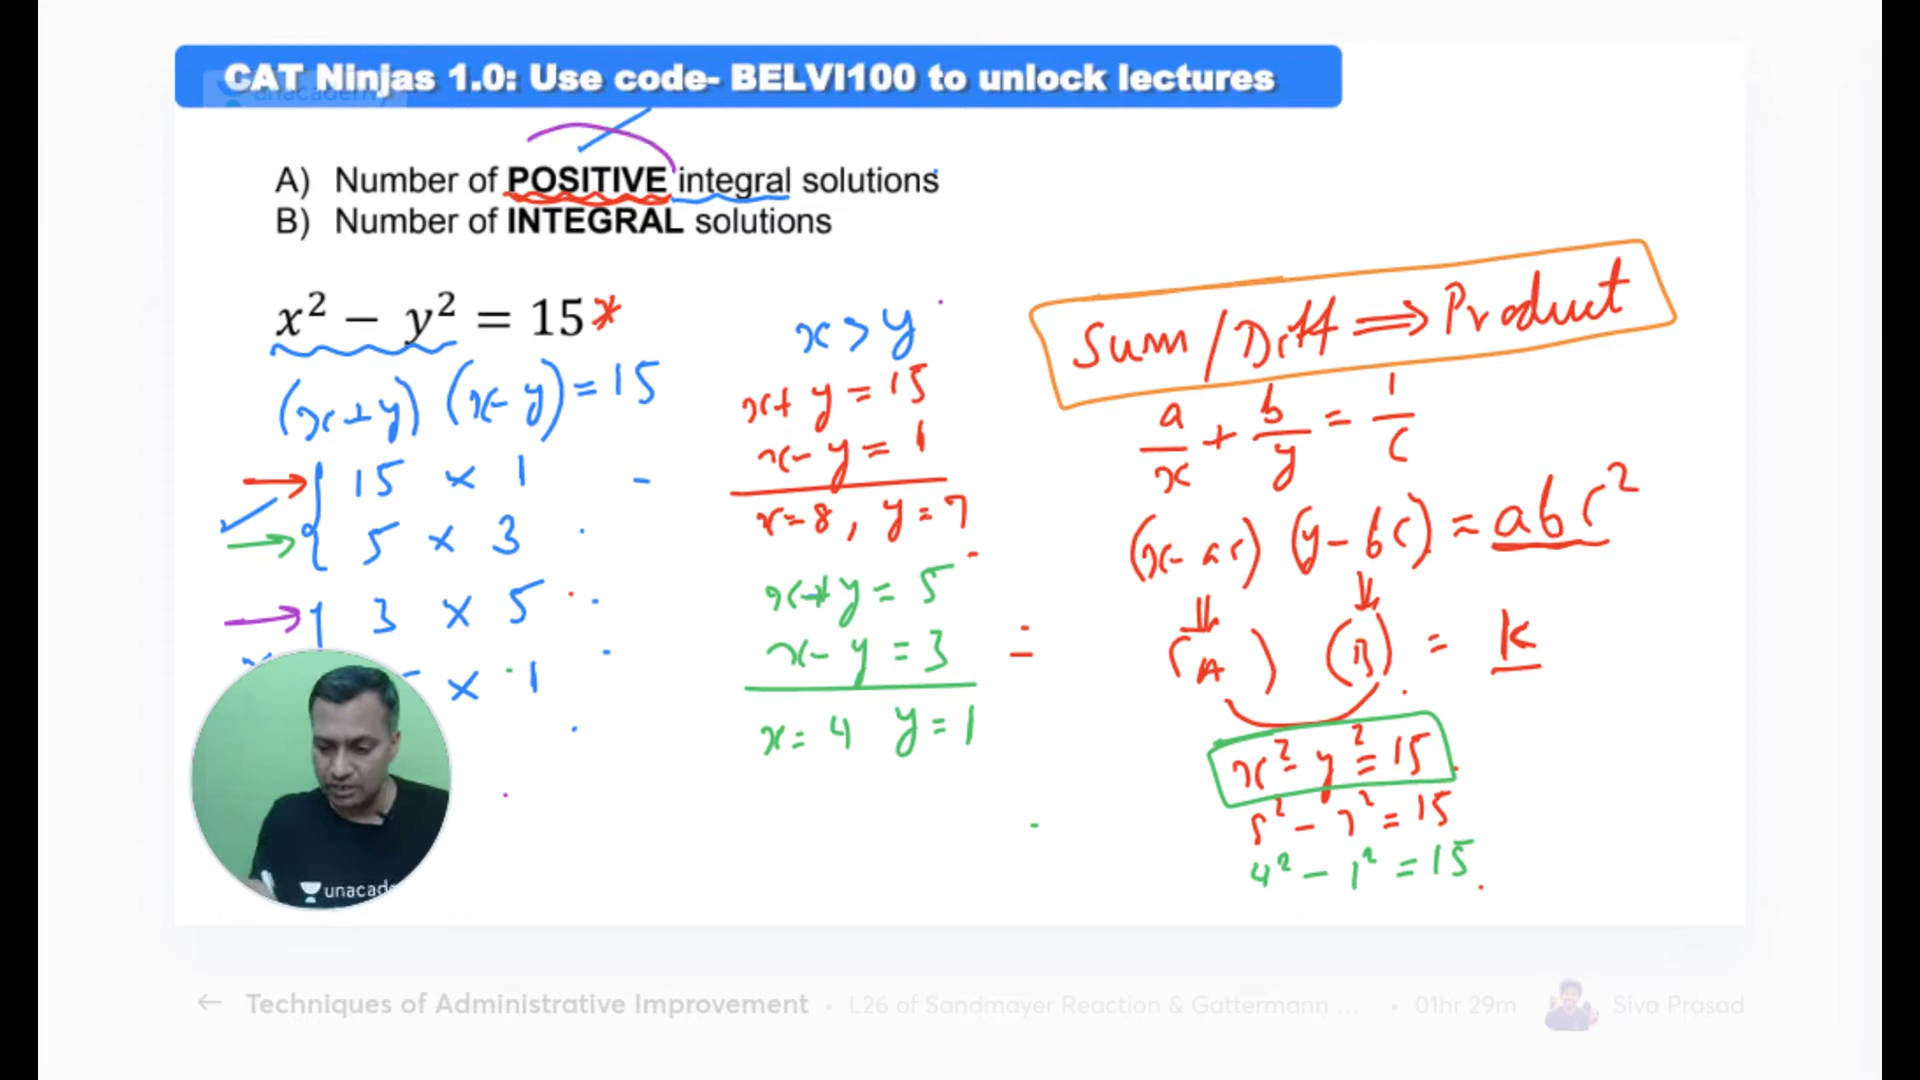 CAT Ninjas 1.0: Use code- BELVI100 to unlock lectures
unacademy
A) Number of POSITIVE integral solutions
B) Number of INTEGRAL solutions
x² − y² = 15*
(x+y) (x-y) = 15
15 × 1
5 × 3
3 × 5
× 1
x > y
x+y = 15
x-y = 1
x=8, y=7
x+y = 5
x-y = 3
x=4 y=1
Sum/Diff ⇒ Product
a/x + b/y = 1/c
(x-ac) (y-bc) = abc²
(A) (B) = k
x²-y²=15
8²-7²=15
4²-1²=15
unacade
← Techniques of Administrative Improvement • L26 of Sandmayer Reaction & Gattermann ... • 01hr 29m Siva Prasad